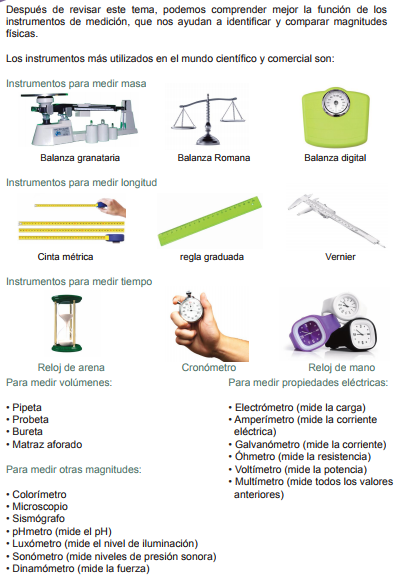 Después de revisar este tema, podemos comprender mejor la función de los
instrumentos de medición, que nos ayudan a identificar y comparar magnitudes
físicas.
Los instrumentos más utilizados en el mundo científico y comercial son:
Instrumentos para medir masa
Balanza granataria
Balanza Romana
Balanza digital
Instrumentos para medir longitud
Cinta métrica
regla graduada
Vernier
Instrumentos para medir tiempo
Reloj de arena
Cronómetro
Reloj de mano
Para medir volúmenes:
• Pipeta
• Probeta
• Bureta
• Matraz aforado
Para medir otras magnitudes:
• Colorímetro
• Microscopio
• Sismógrafo
• pHmetro (mide el pH)
• Luxómetro (mide el nivel de iluminación)
• Sonómetro (mide niveles de presión sonora)
• Dinamómetro (mide la fuerza)
Para medir propiedades eléctricas:
• Electrómetro (mide la carga)
• Amperímetro (mide la corriente
eléctrica)
• Galvanómetro (mide la corriente)
• Óhmetro (mide la resistencia)
• Voltímetro (mide la potencia)
• Multímetro (mide todos los valores
anteriores)